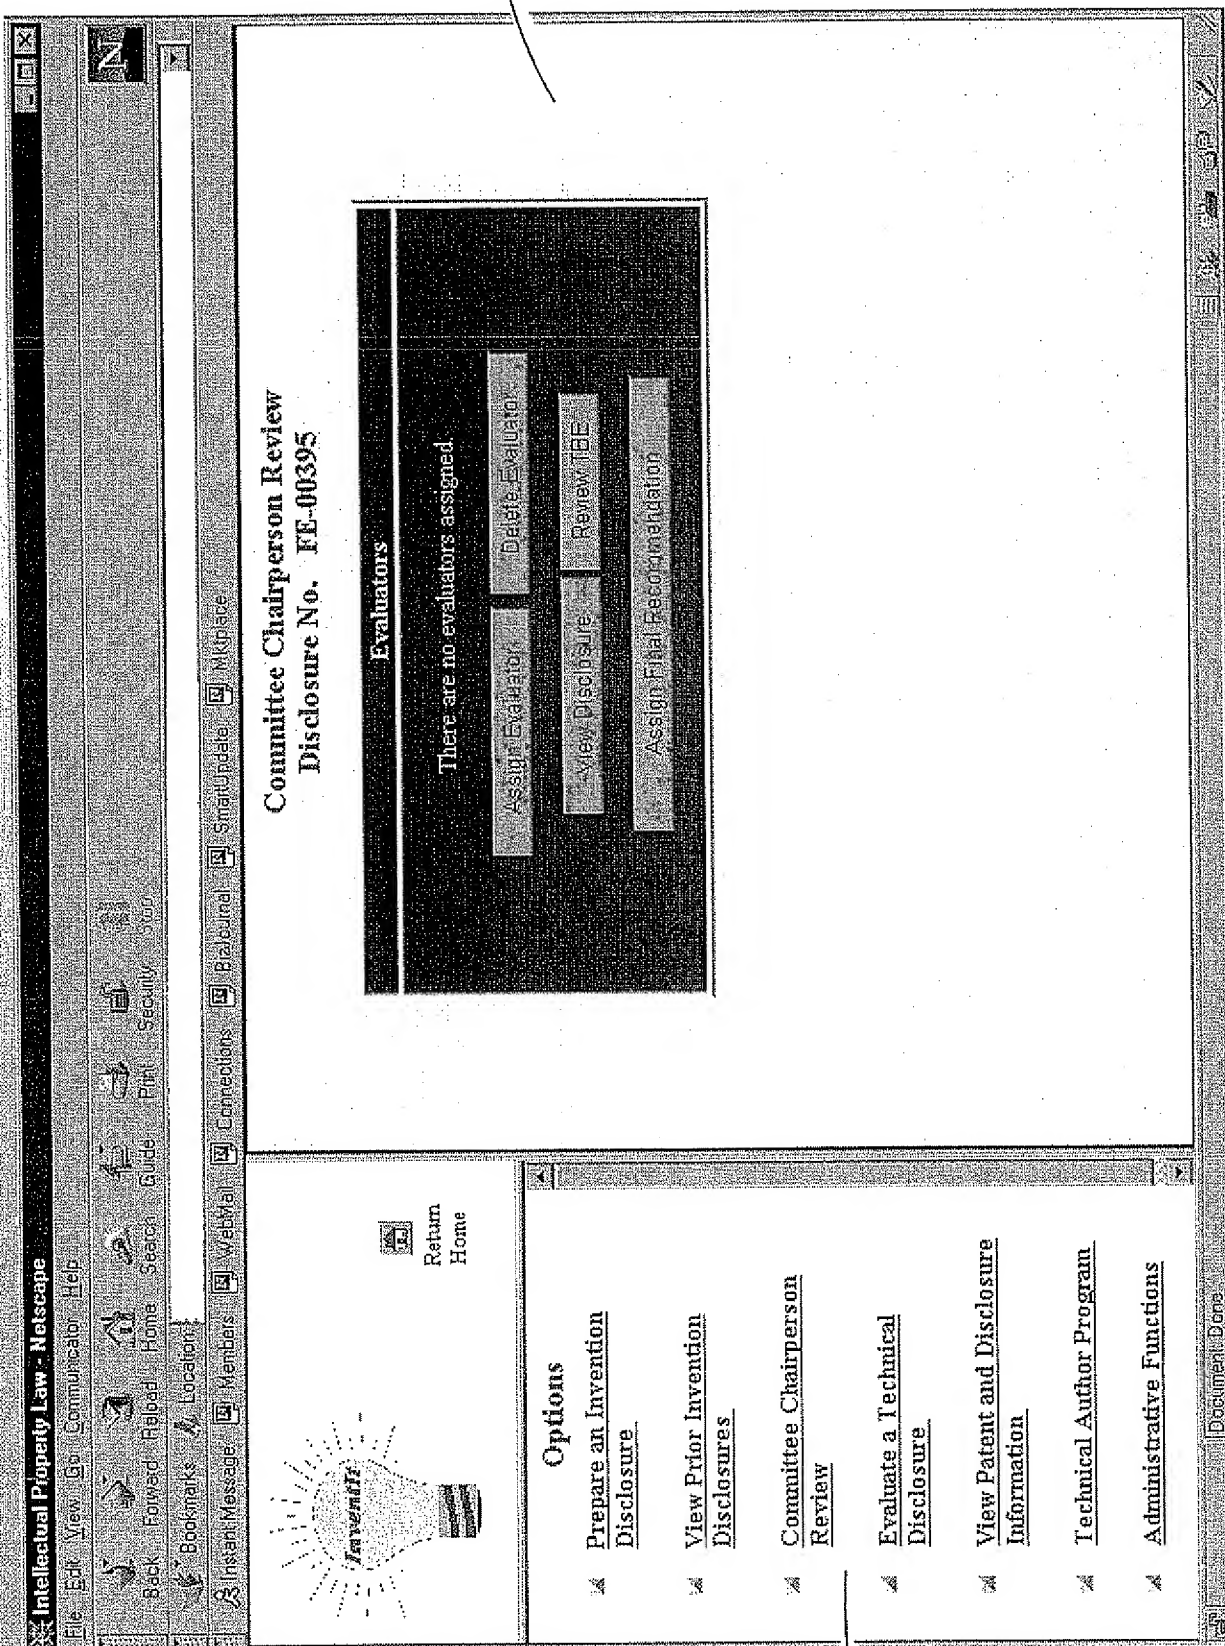 Intellectual Property Law - Netscape
File Edit View Go Communicator Help
Back Forward Reload Home Search Guide Print Security Stop
Bookmarks Location:
Instant Message Members WebMail Connections BizJournal SmartUpdate Mktplace
Return
Home
Options
Prepare an Invention
Disclosure
View Prior Invention
Disclosures
Committee Chairperson
Review
Evaluate a Technical
Disclosure
View Patent and Disclosure
Information
Technical Author Program
Administrative Functions
Committee Chairperson Review
Disclosure No. FE-00395
Evaluators
There are no evaluators assigned.
Assign Evaluator Delete Evaluator
View Disclosure Review TBE
Assign Final Recommendation
Document: Done